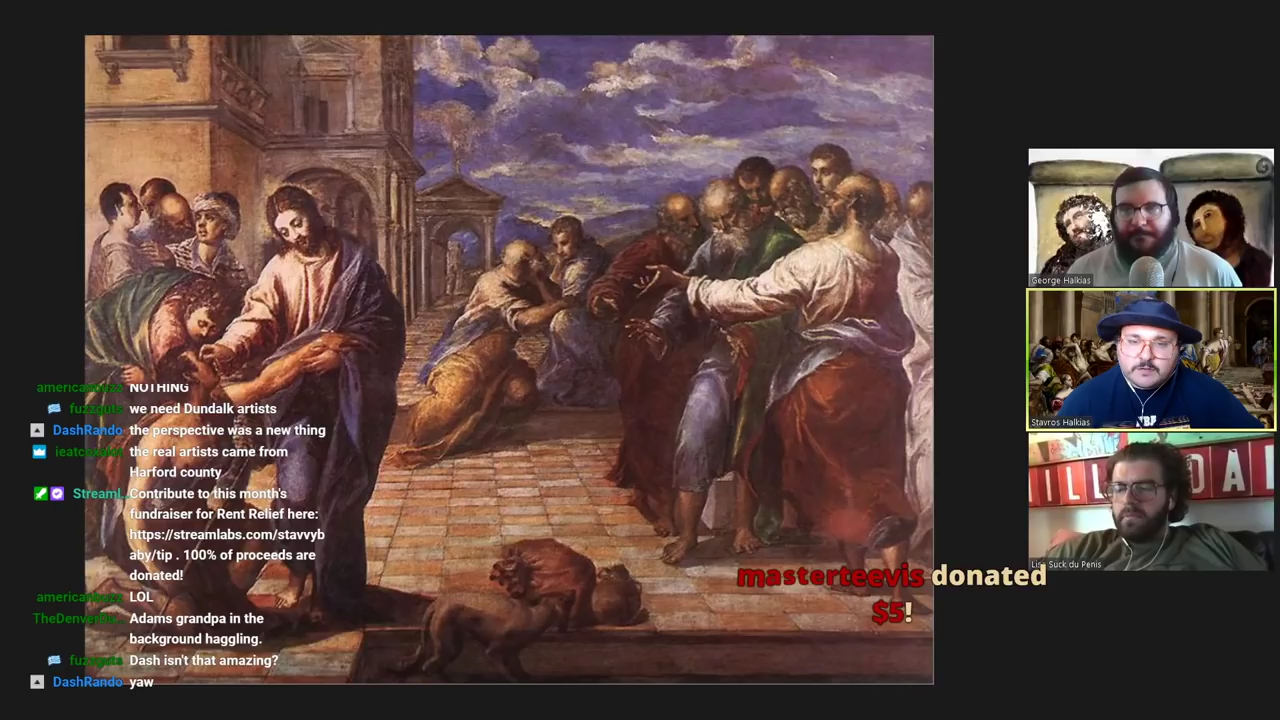 NOTHING
we need Dundalk artists
DashRando the perspective was a new thing
the real artists came from
Harford county
Contribute to this month's
fundraiser for Rent Relief here:
https://streamlabs.com/stavvyb
aby/tip . 100% of proceeds are
donated!
LOL
Adams grandpa in the
background haggling.
Dash isn't that amazing?
DashRando yaw
masterteevis donated
$5!
George Halkias
Stavros Halkias
Suck du Penis